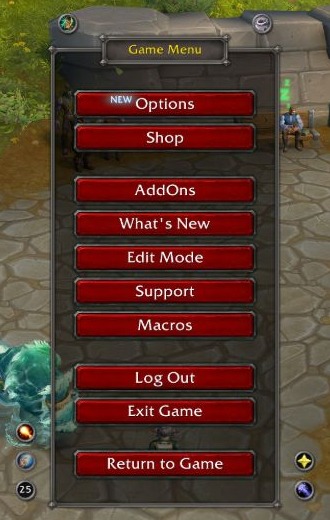 Game Menu
NEW Options
Shop
AddOns
What's New
Edit Mode
Support
Macros
Log Out
Exit Game
Return to Game
25